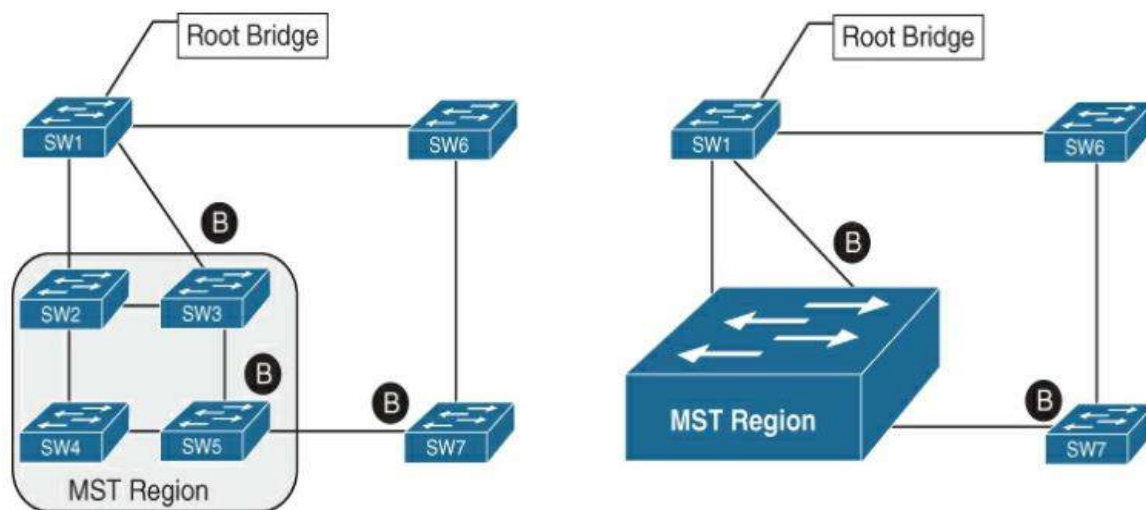 Root Bridge
SW1
SW6
B
SW2
SW3
B
B
SW4
SW5
SW7
MST Region
Root Bridge
SW1
SW6
B
MST Region
B
SW7